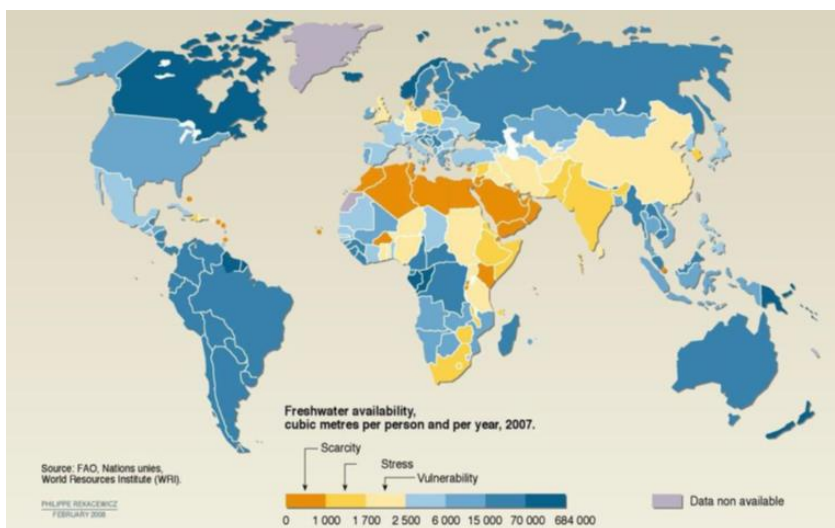 Freshwater availability,
cubic metres per person and per year, 2007.
Scarcity
Stress
Vulnerability
0 1 000 1 700 2 500 6 000 15 000 70 000 684 000
Data non available
Source: FAO, Nations unies,
World Resources Institute (WRI).
PHILIPPE REKACEWICZ
FEBRUARY 2008